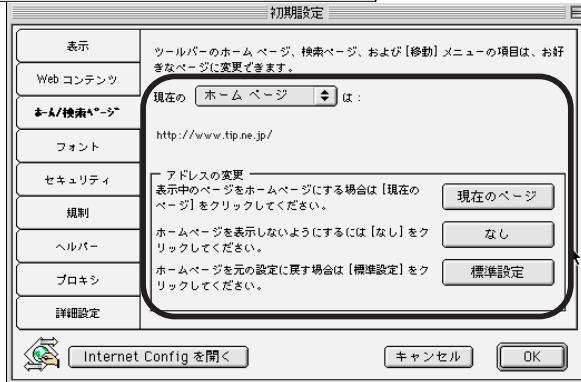 初期設定
表示
Web コンテンツ
ホーム/検索ページ
フォント
セキュリティ
規制
ヘルパー
プロキシ
詳細設定
ツールバーのホーム ページ、検索ページ、および [移動] メニューの項目は、お好
きなページに変更できます。
現在の ホーム ページ は :
http://www.tip.ne.jp/
アドレスの変更
表示中のページをホームページにする場合は [現在の
ページ] をクリックしてください。
現在のページ
ホームページを表示しないようにするには [なし] をク
リックしてください。
なし
ホームページを元の設定に戻す場合は [標準設定] をク
リックしてください。
標準設定
Internet Config を開く
キャンセル
OK